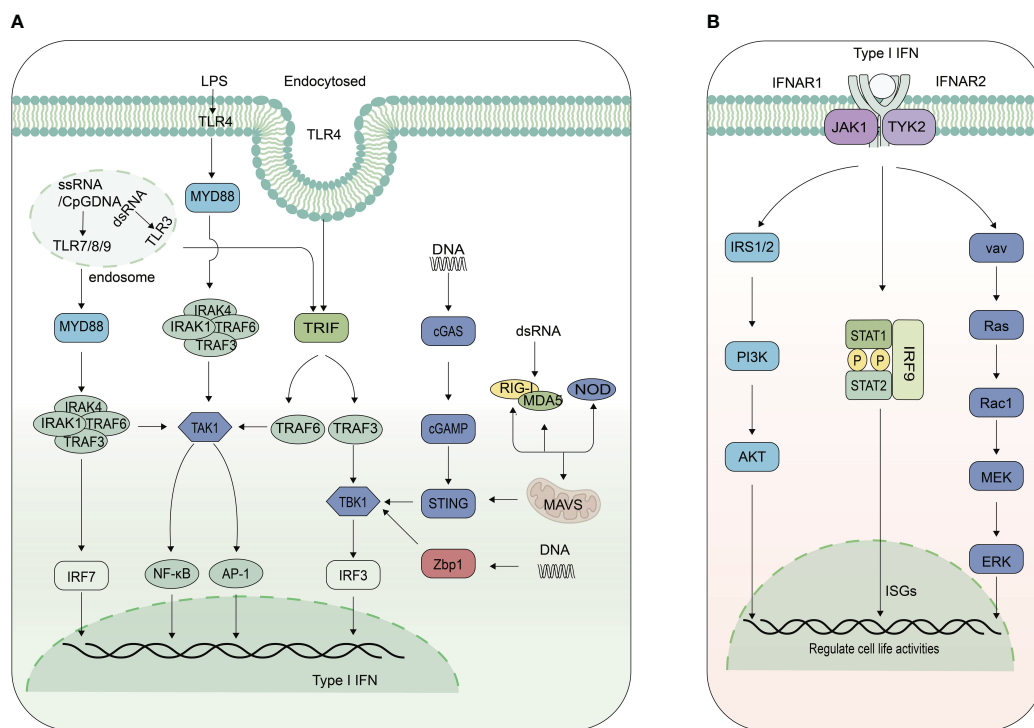 A
LPS
Endocytosed
TLR4
TLR4
ssRNA
/CpGDNA
dsRNA
TLR3
TLR7/8/9
endosome
MYD88
MYD88
IRAK4
IRAK1
TRAF6
TRAF3
TRIF
DNA
cGAS
dsRNA
RIG-I
MDA5
NOD
IRAK4
IRAK1
TRAF6
TRAF3
TAK1
TRAF6
TRAF3
cGAMP
TBK1
STING
MAVS
IRF7
NF-κB
AP-1
IRF3
Zbp1
DNA
Type I IFN
B
Type I IFN
IFNAR1
IFNAR2
JAK1
TYK2
IRS1/2
vav
PI3K
STAT1
P
P
STAT2
IRF9
Ras
Rac1
AKT
MEK
ERK
ISGs
Regulate cell life activities